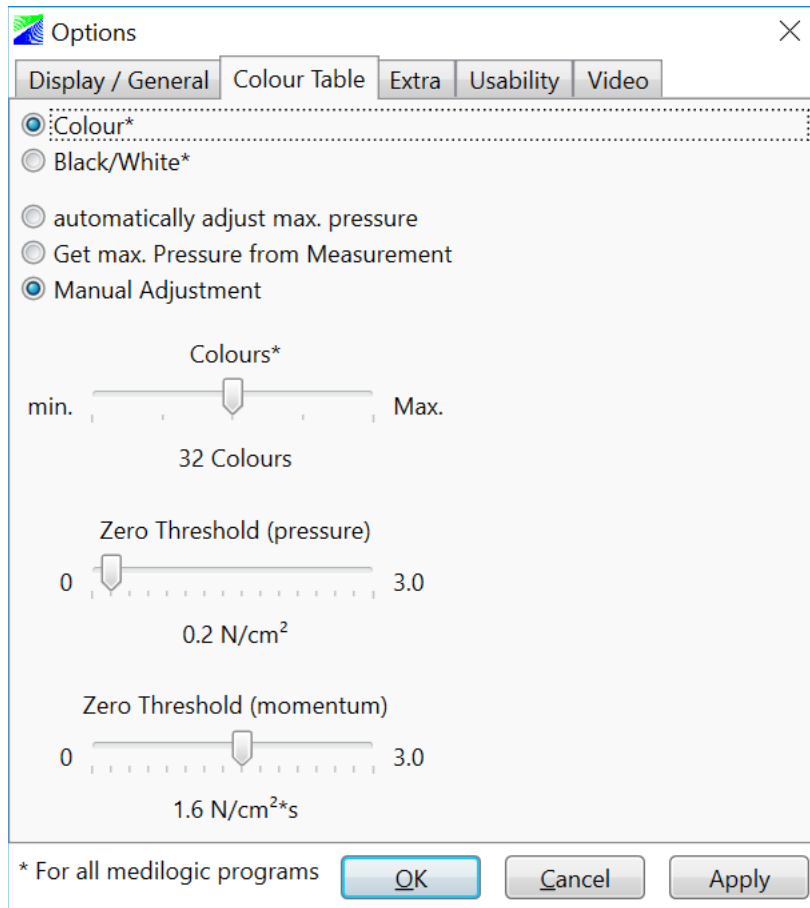 Options
Display / General Colour Table Extra Usability Video
Colour*
Black/White*
automatically adjust max. pressure
Get max. Pressure from Measurement
Manual Adjustment
Colours*
min. Max.
32 Colours
Zero Threshold (pressure)
0 3.0
0.2 N/cm²
Zero Threshold (momentum)
0 3.0
1.6 N/cm²*s
* For all medilogic programs OK Cancel Apply